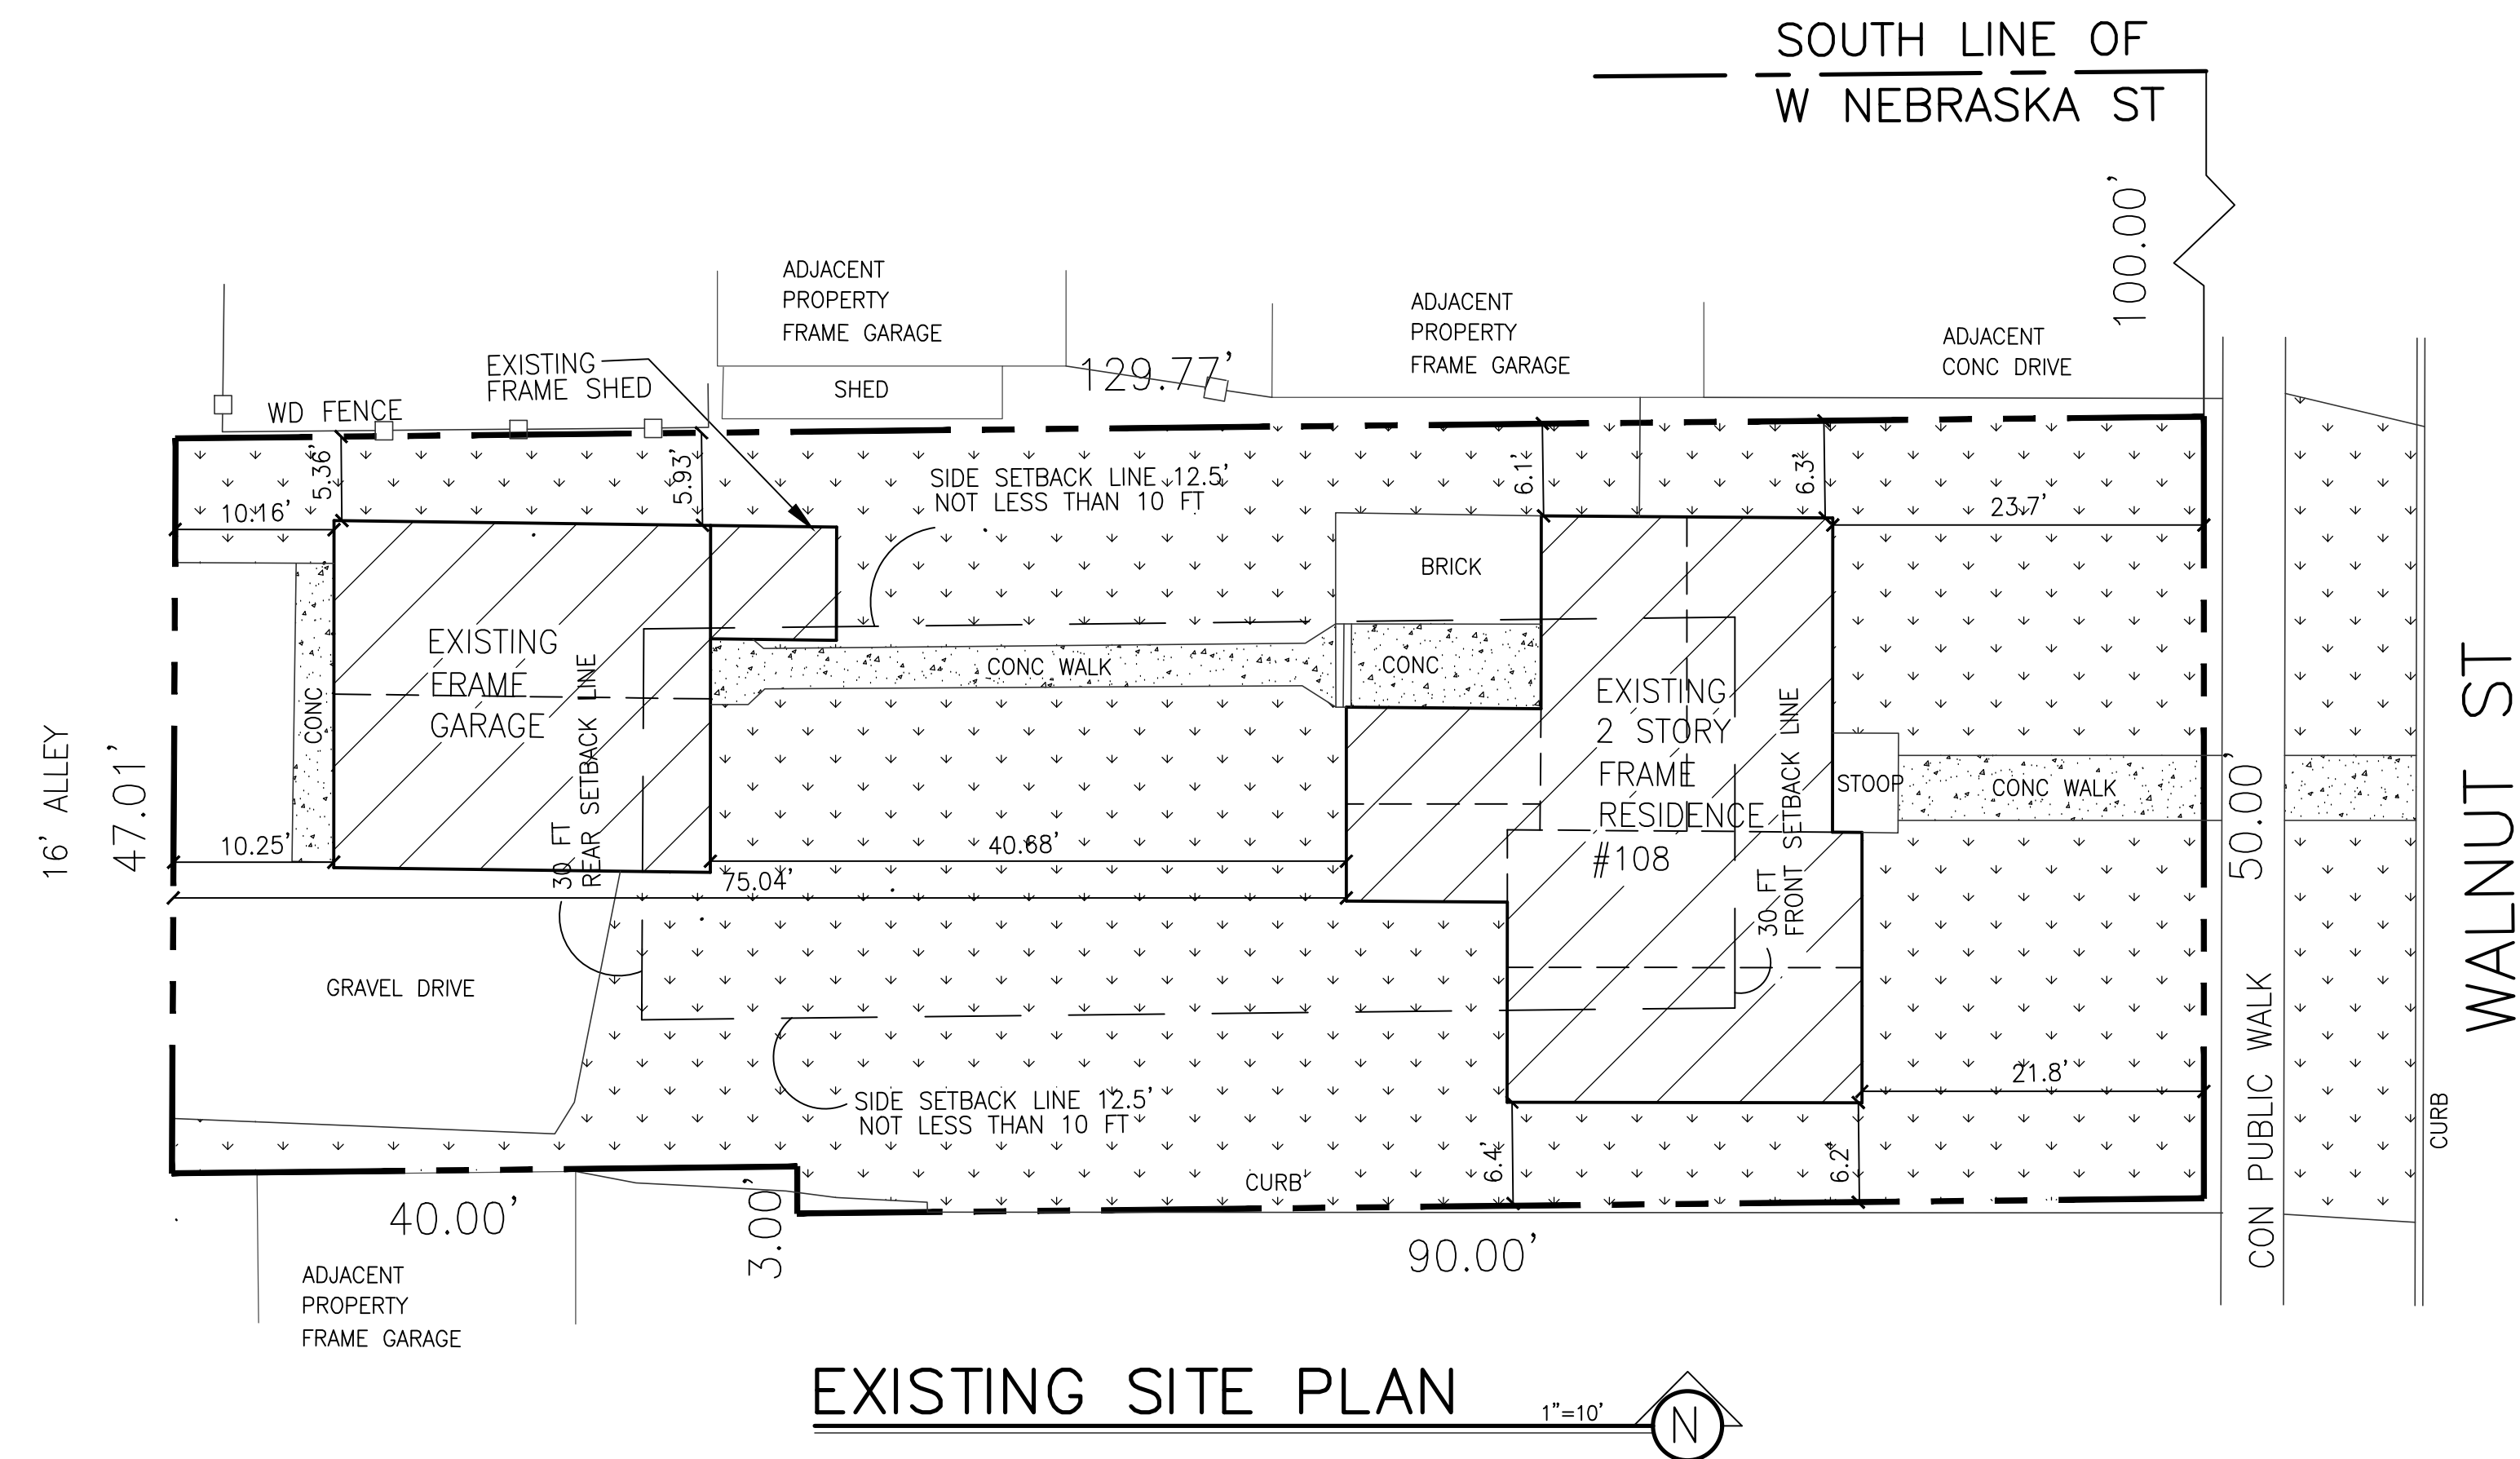 SOUTH LINE OF
W NEBRASKA ST
100.00'
ADJACENT
PROPERTY
FRAME GARAGE
ADJACENT
PROPERTY
FRAME GARAGE
ADJACENT
CONC DRIVE
EXISTING
FRAME SHED
SHED
129.77'
WD FENCE
5.36'
5.93'
SIDE SETBACK LINE 12.5'
NOT LESS THAN 10 FT
6.1'
6.3'
10.16'
23.7'
BRICK
EXISTING
FRAME
GARAGE
CONC
30 FT
REAR SETBACK LINE
CONC WALK
CONC
EXISTING
2 STORY
FRAME
RESIDENCE
#108
30 FT
FRONT SETBACK LINE
STOOP
CONC WALK
16' ALLEY
47.01'
50.00'
WALNUT ST
10.25'
40.68'
75.04'
GRAVEL DRIVE
21.8'
CON PUBLIC WALK
CURB
SIDE SETBACK LINE 12.5'
NOT LESS THAN 10 FT
6.4'
6.2'
CURB
40.00'
3.00'
90.00'
ADJACENT
PROPERTY
FRAME GARAGE
EXISTING SITE PLAN
1"=10'
N